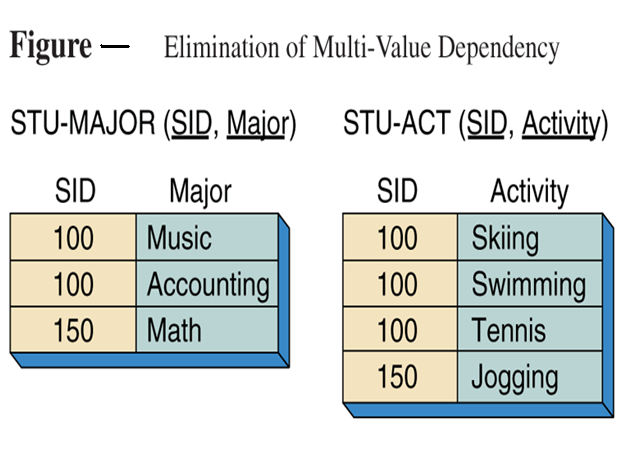 Figure — Elimination of Multi-Value Dependency
STU-MAJOR (SID, Major)
SID Major
100 Music
100 Accounting
150 Math
STU-ACT (SID, Activity)
SID Activity
100 Skiing
100 Swimming
100 Tennis
150 Jogging